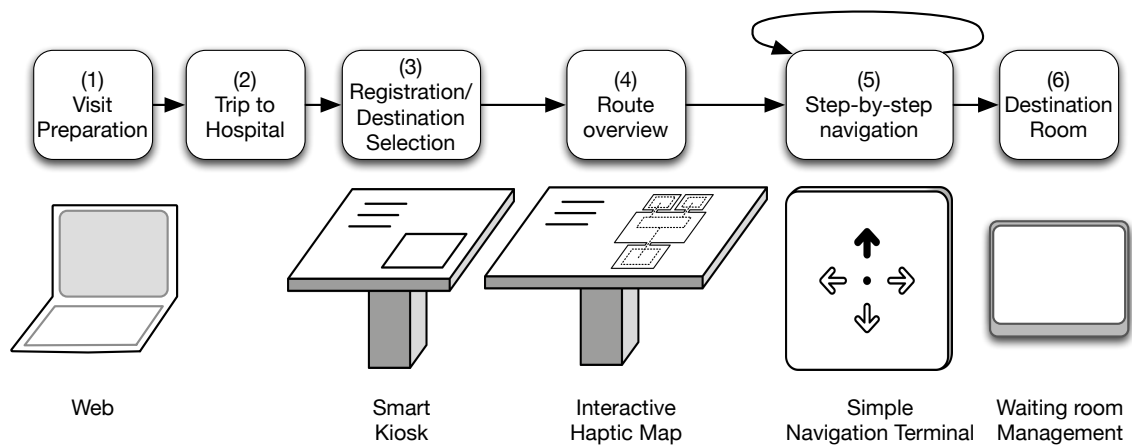 (1)
Visit
Preparation
(2)
Trip to
Hospital
(3)
Registration/
Destination
Selection
(4)
Route
overview
(5)
Step-by-step
navigation
(6)
Destination
Room
Web
Smart
Kiosk
Interactive
Haptic Map
Simple
Navigation Terminal
Waiting room
Management